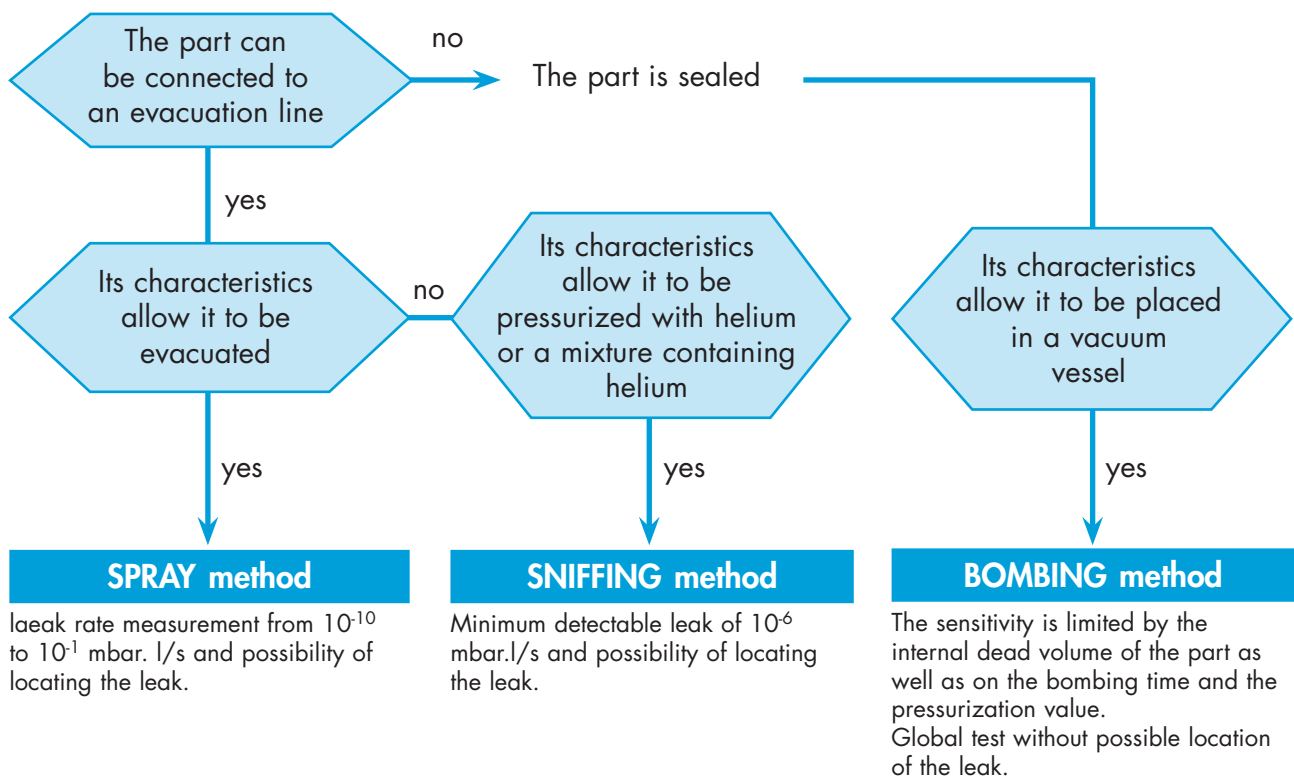 The part can
be connected to
an evacuation line
no
The part is sealed
yes
Its characteristics
allow it to be
evacuated
no
Its characteristics
allow it to be
pressurized with helium
or a mixture containing
helium
Its characteristics
allow it to be placed
in a vacuum
vessel
yes
yes
yes
SPRAY method
laeak rate measurement from 10⁻¹⁰
to 10⁻¹ mbar. l/s and possibility of
locating the leak.
SNIFFING method
Minimum detectable leak of 10⁻⁶
mbar.l/s and possibility of locating
the leak.
BOMBING method
The sensitivity is limited by the
internal dead volume of the part as
well as on the bombing time and the
pressurization value.
Global test without possible location
of the leak.